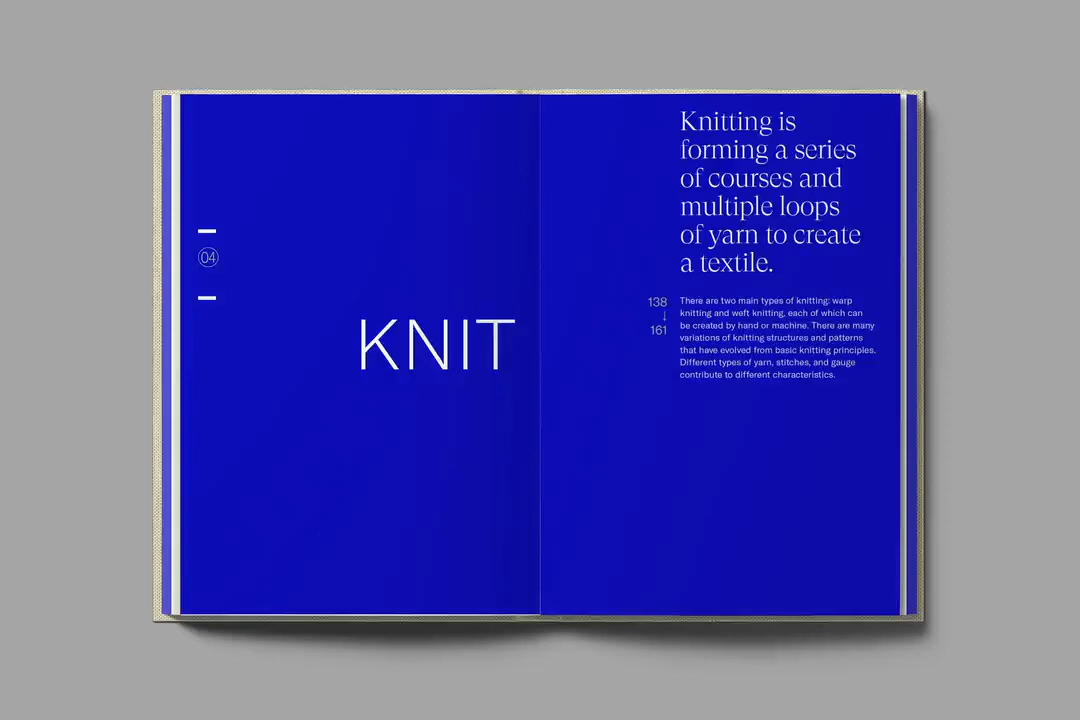 04
KNIT
Knitting is
forming a series
of courses and
multiple loops
of yarn to create
a textile.
138
↓
161
There are two main types of knitting: warp
knitting and weft knitting, each of which can
be created by hand or machine. There are many
variations of knitting structures and patterns
that have evolved from basic knitting principles.
Different types of yarn, stitches, and gauge
contribute to different characteristics.